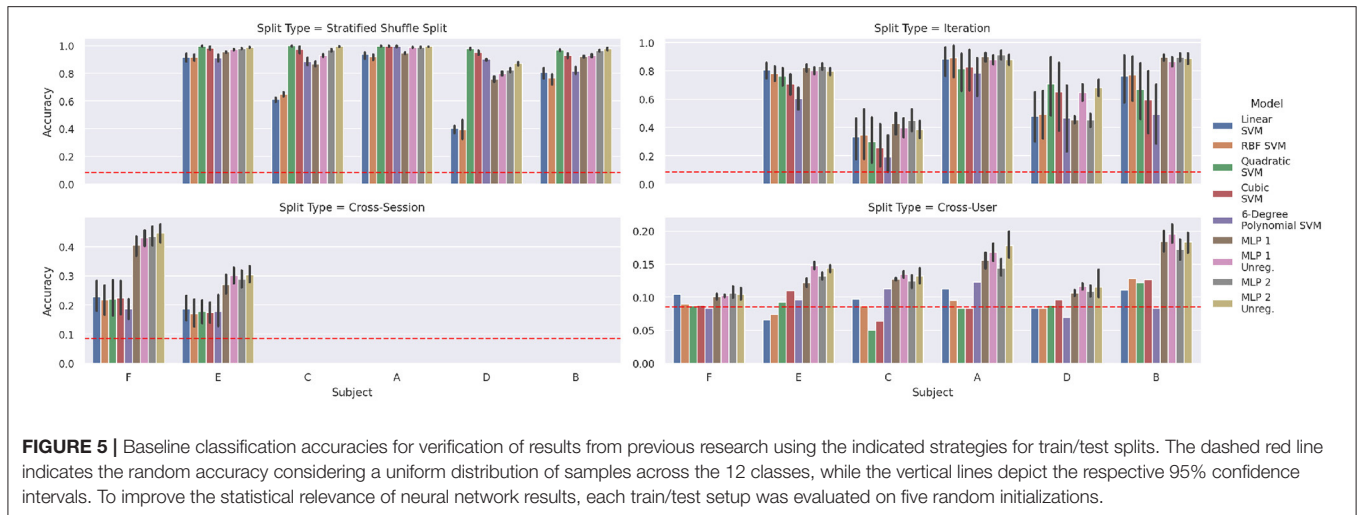 Split Type = Stratified Shuffle Split
Split Type = Iteration
Accuracy
1.0
0.8
0.6
0.4
0.2
0.0
1.0
0.8
0.6
0.4
0.2
0.0
Split Type = Cross-Session
Split Type = Cross-User
Accuracy
0.4
0.3
0.2
0.1
0.0
0.20
0.15
0.10
0.05
0.00
F E C A D B
Subject
F E C A D B
Subject
Model
Linear
SVM
RBF SVM
Quadratic
SVM
Cubic
SVM
6-Degree
Polynomial SVM
MLP 1
MLP 1
Unreg.
MLP 2
MLP 2
Unreg.
FIGURE 5 | Baseline classification accuracies for verification of results from previous research using the indicated strategies for train/test splits. The dashed red line
indicates the random accuracy considering a uniform distribution of samples across the 12 classes, while the vertical lines depict the respective 95% confidence
intervals. To improve the statistical relevance of neural network results, each train/test setup was evaluated on five random initializations.